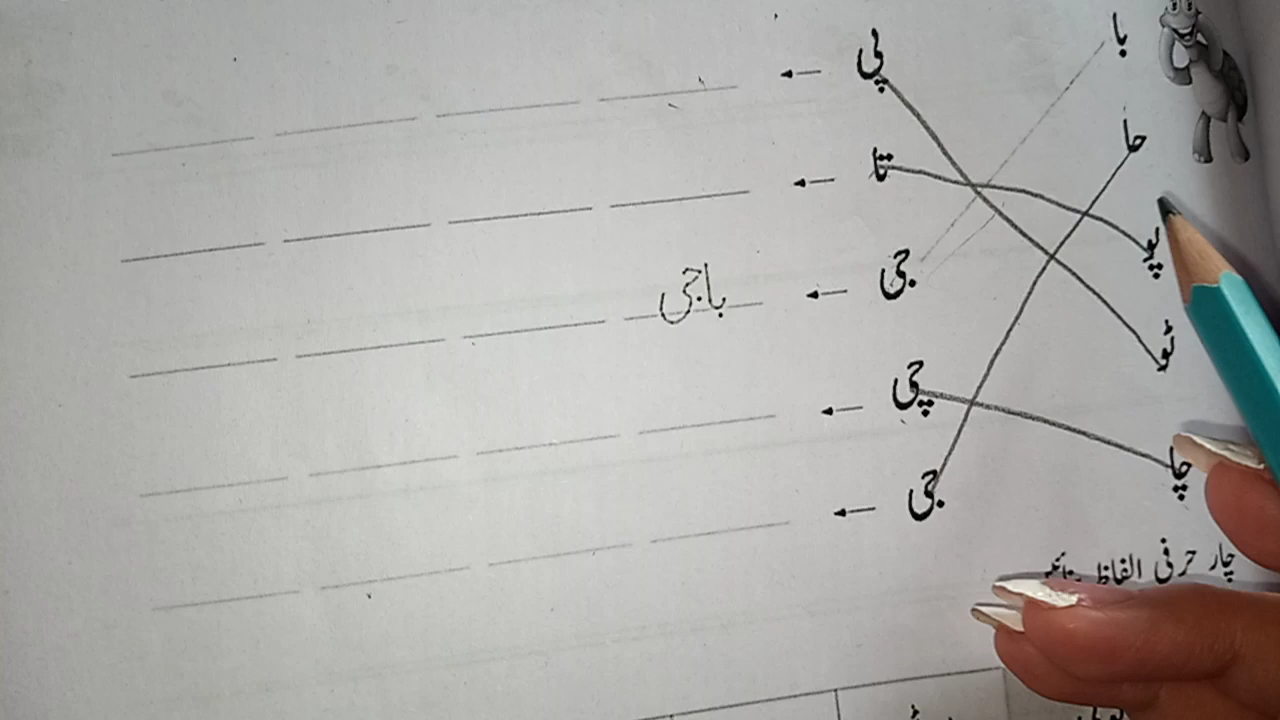 با پی
حا تا
پو جی باجی
ٹو چی
چا جی
چار حرفی الفاظ